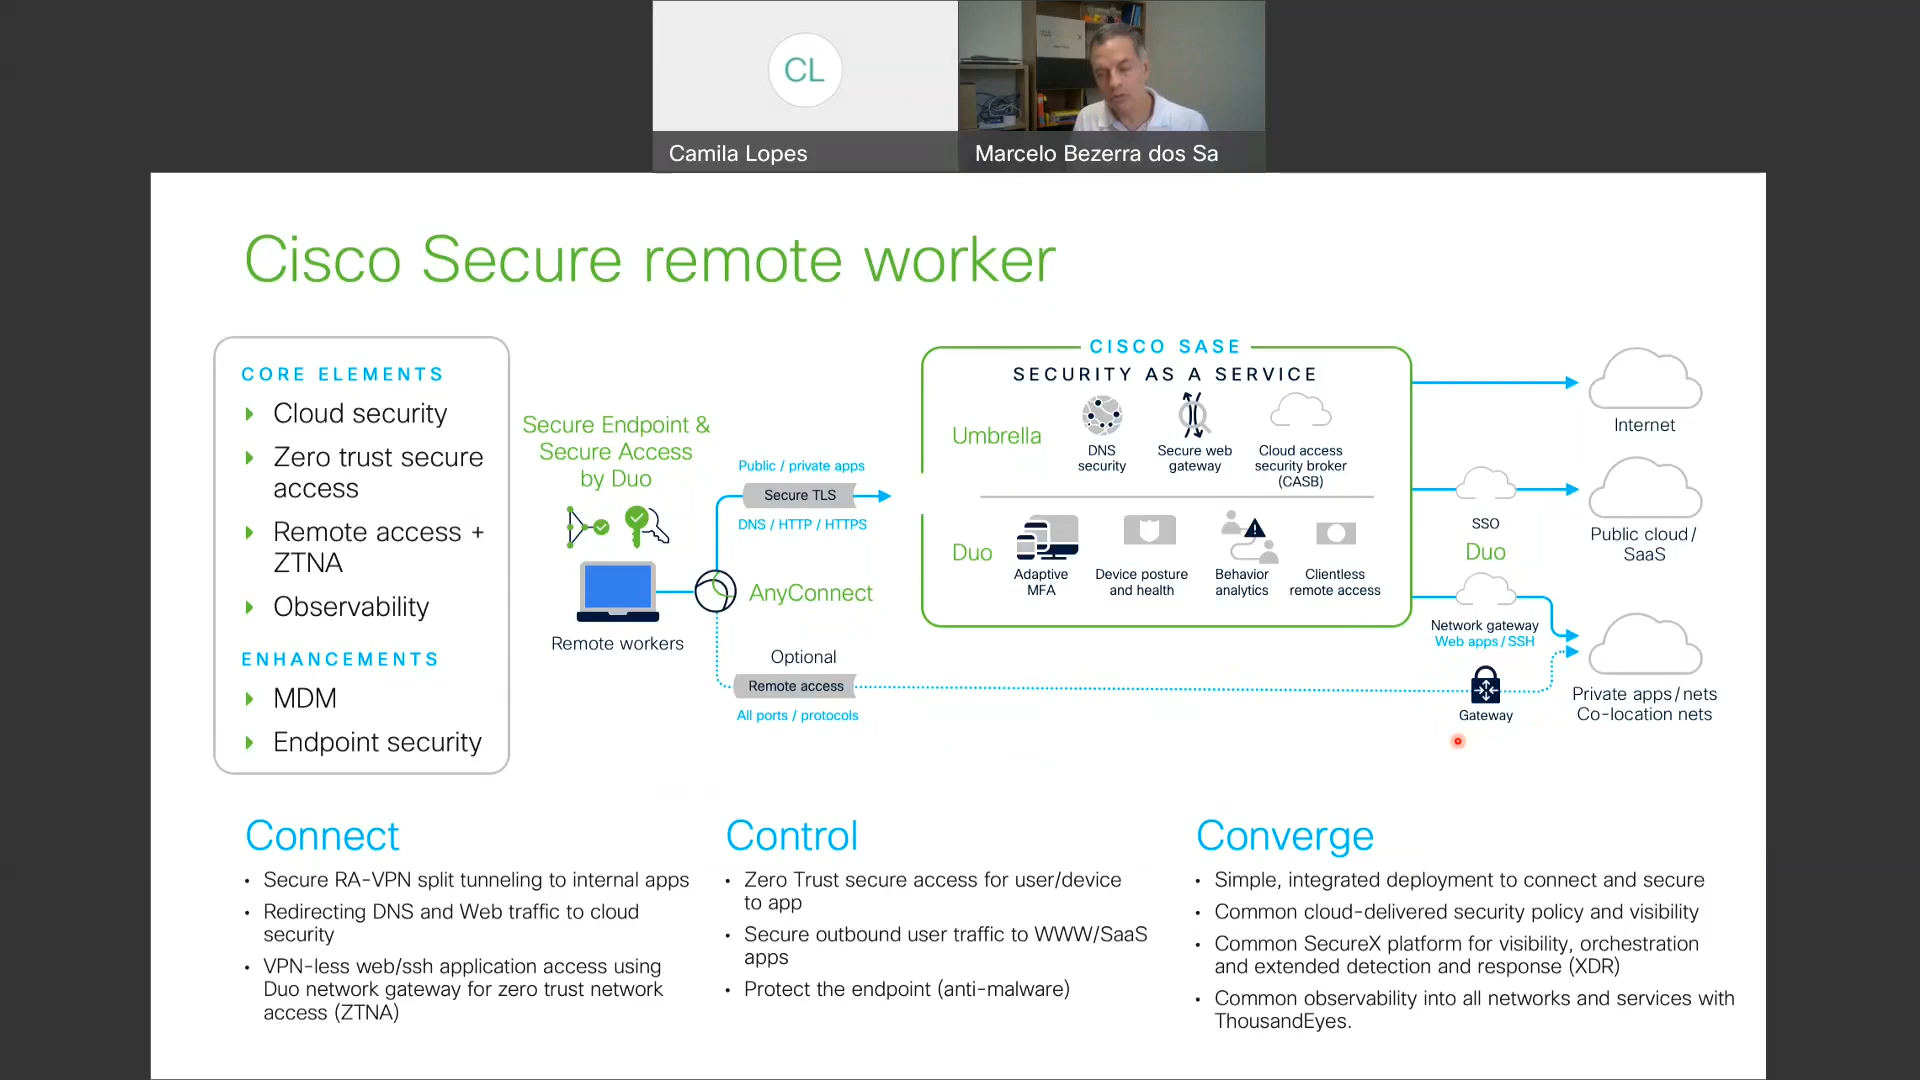 CL
Camila Lopes
Marcelo Bezerra dos Sa
Cisco Secure remote worker
CORE ELEMENTS
Cloud security
Zero trust secure
access
Remote access +
ZTNA
Observability
ENHANCEMENTS
MDM
Endpoint security
Secure Endpoint &
Secure Access
by Duo
Remote workers
AnyConnect
Public / private apps
Secure TLS
DNS / HTTP / HTTPS
Optional
Remote access
All ports / protocols
CISCO SASE
SECURITY AS A SERVICE
Umbrella
DNS
security
Secure web
gateway
Cloud access
security broker
(CASB)
Duo
Adaptive
MFA
Device posture
and health
Behavior
analytics
Clientless
remote access
Internet
SSO
Duo
Public cloud/
SaaS
Network gateway
Web apps/SSH
Gateway
Private apps/nets
Co-location nets
Connect
• Secure RA-VPN split tunneling to internal apps
• Redirecting DNS and Web traffic to cloud
security
• VPN-less web/ssh application access using
Duo network gateway for zero trust network
access (ZTNA)
Control
• Zero Trust secure access for user/device
to app
• Secure outbound user traffic to WWW/SaaS
apps
• Protect the endpoint (anti-malware)
Converge
• Simple, integrated deployment to connect and secure
• Common cloud-delivered security policy and visibility
• Common SecureX platform for visibility, orchestration
and extended detection and response (XDR)
• Common observability into all networks and services with
ThousandEyes.